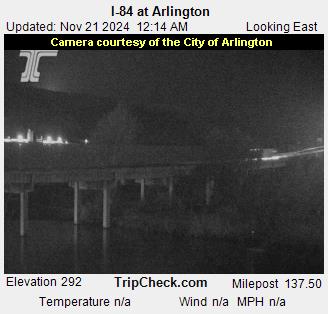 I-84 at Arlington
Updated: Nov 21 2024 12:14 AM Looking East
Camera courtesy of the City of Arlington
Elevation 292 TripCheck.com Milepost 137.50
Temperature n/a Wind n/a MPH n/a